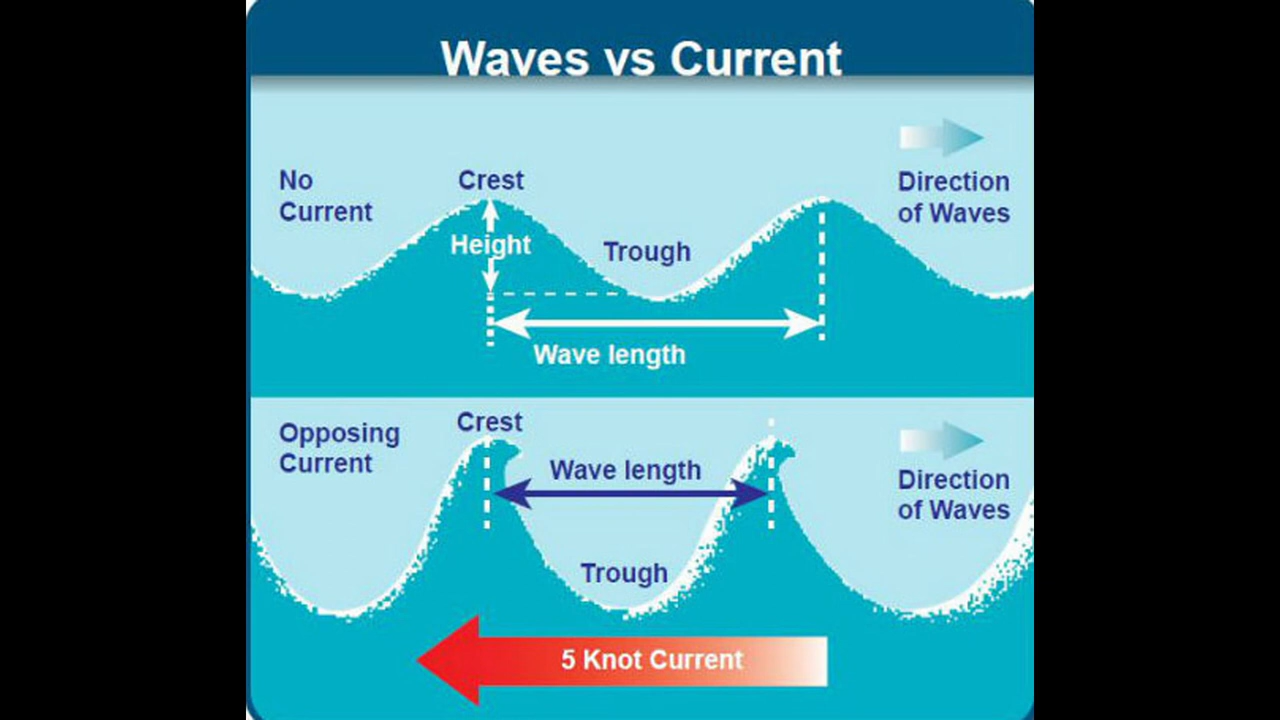 Waves vs Current
No
Current
Crest
Direction
of Waves
Height
Trough
Wave length
Opposing
Current
Crest
Wave length
Direction
of Waves
Trough
5 Knot Current